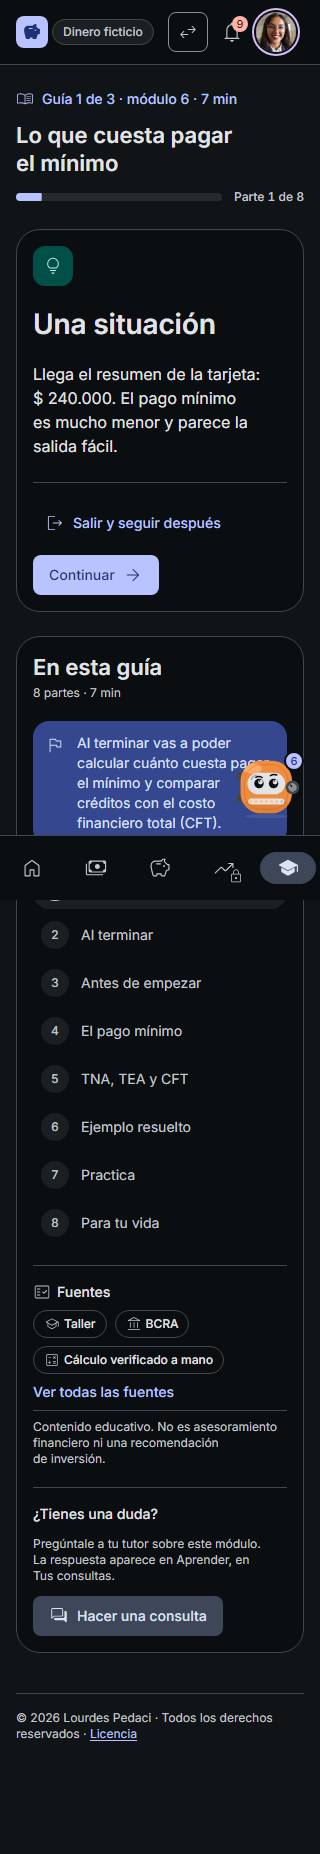 Dinero ficticio
9
Guía 1 de 3 · módulo 6 · 7 min
Lo que cuesta pagar
el mínimo
Parte 1 de 8
Una situación
Llega el resumen de la tarjeta:
$ 240.000. El pago mínimo
es mucho menor y parece la
salida fácil.
Salir y seguir después
Continuar
En esta guía
8 partes · 7 min
Al terminar vas a poder
calcular cuánto cuesta pagar
el mínimo y comparar
créditos con el costo
financiero total (CFT).
6
2 Al terminar
3 Antes de empezar
4 El pago mínimo
5 TNA, TEA y CFT
6 Ejemplo resuelto
7 Practica
8 Para tu vida
Fuentes
Taller
BCRA
Cálculo verificado a mano
Ver todas las fuentes
Contenido educativo. No es asesoramiento
financiero ni una recomendación
de inversión.
¿Tienes una duda?
Pregúntale a tu tutor sobre este módulo.
La respuesta aparece en Aprender, en
Tus consultas.
Hacer una consulta
© 2026 Lourdes Pedaci · Todos los derechos
reservados · Licencia